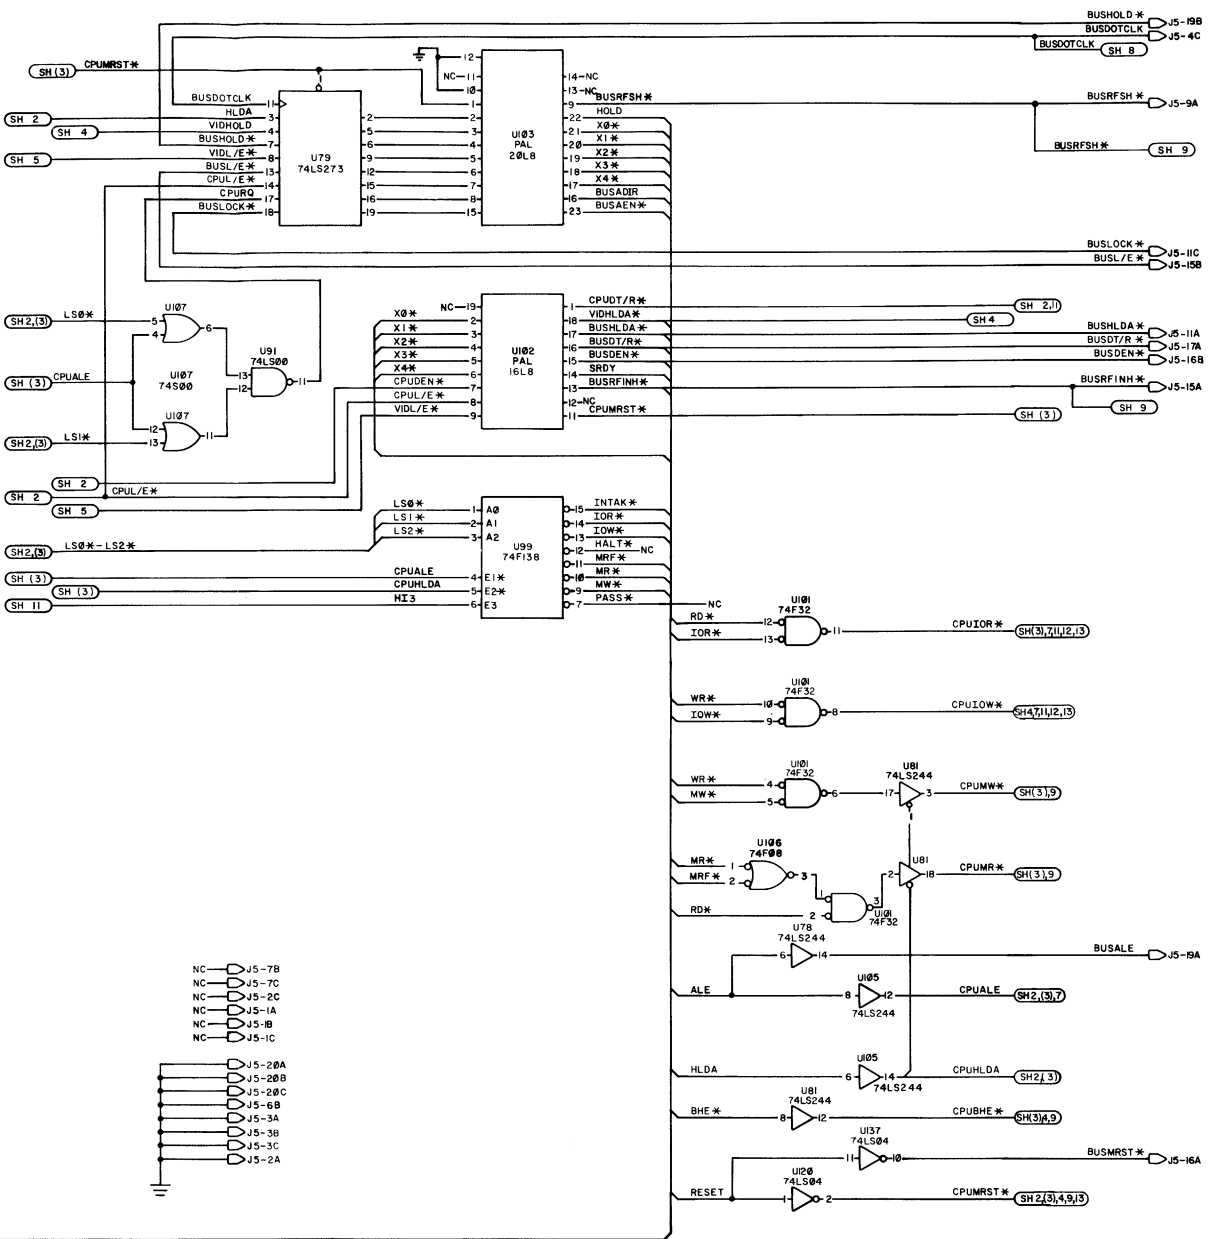 BUSHOLD* J5-19B
BUSDOTCLK J5-4C
BUSDOTCLK SH 8
SH (3) CPUMRST*
12
NC 11 14 NC
10 13 NC
1 9 BUSRFSH* BUSRFSH* J5-9A
BUSRFSH* SH 9
BUSDOTCLK 11
SH 2 HLDA 3 2 2 22 HOLD
SH 4 VIDHOLD 4 5 3 21 X0*
BUSHOLD* 7 6 4 20 X1*
SH 5 VIDL/E* 8 9 5 19 X2*
BUSL/E* 13 12 6 18 X3*
CPUL/E* 14 15 7 17 X4*
CPURQ 17 16 8 16 BUSADIR
BUSLOCK* 18 19 15 23 BUSAEN*
U79
74LS273
U103
PAL
20L8
BUSLOCK* J5-11C
BUSL/E* J5-15B
NC 19 1 CPUDT/R* SH 2,11
X0* 2 18 VIDHLDA* SH 4
X1* 3 17 BUSHLDA* BUSHLDA* J5-11A
X2* 4 16 BUSDT/R* BUSDT/R* J5-17A
X3* 5 15 BUSDEN* BUSDEN* J5-16B
X4* 6 14 SRDY
CPUDEN* 7 13 BUSRFINH* BUSRFINH* J5-15A
CPUL/E* 8 12 NC SH 9
VIDL/E* 9 11 CPUMRST* SH (3)
U102
PAL
16L8
SH2,(3) LS0* 5 U107 6
4
U91
74LS00
13
12 11
SH (3) CPUALE
U107
74S00
U107
12
SH2,(3) LS1* 13 11
SH 2
SH 2 CPUL/E*
SH 5
LS0* 1 A0 15 INTAK*
LS1* 2 A1 14 IOR*
LS2* 3 A2 13 IOW*
SH2,(3) LS0*-LS2* 12 HALT* NC
11 MRF*
SH (3) CPUALE 4 E1* 10 MR*
SH (3) CPUHLDA 5 E2* 9 MW*
SH 11 HI3 6 E3 7 PASS* NC
U99
74F138
U101
74F32
RD* 12
IOR* 13 11 CPUIOR* SH(3),7,11,12,13
U101
74F32
WR* 10
IOW* 9 8 CPUIOW* SH4,7,11,12,13
U101
74F32
U81
74LS244
WR* 4
MW* 5 6 17 3 CPUMW* SH(3),9
1
U106
74F08
MR* 1
MRF* 2 3
RD* 2 1 3
U101
74F32
U81
2 18 CPUMR* SH(3),9
U78
74LS244
6 14 BUSALE J5-19A
ALE 8 U105 12 CPUALE SH2,(3),7
74LS244
HLDA 6 U105 14 CPUHLDA SH2,(3)
74LS244
U81
74LS244
BHE* 8 12 CPUBHE* SH(3),4,9
U137
74LS04
11 10 BUSMRST* J5-16A
U120
74LS04
RESET 1 2 CPUMRST* SH2,(3),4,9,13
NC J5-7B
NC J5-7C
NC J5-2C
NC J5-1A
NC J5-1B
NC J5-1C
J5-20A
J5-20B
J5-20C
J5-6B
J5-3A
J5-3B
J5-3C
J5-2A